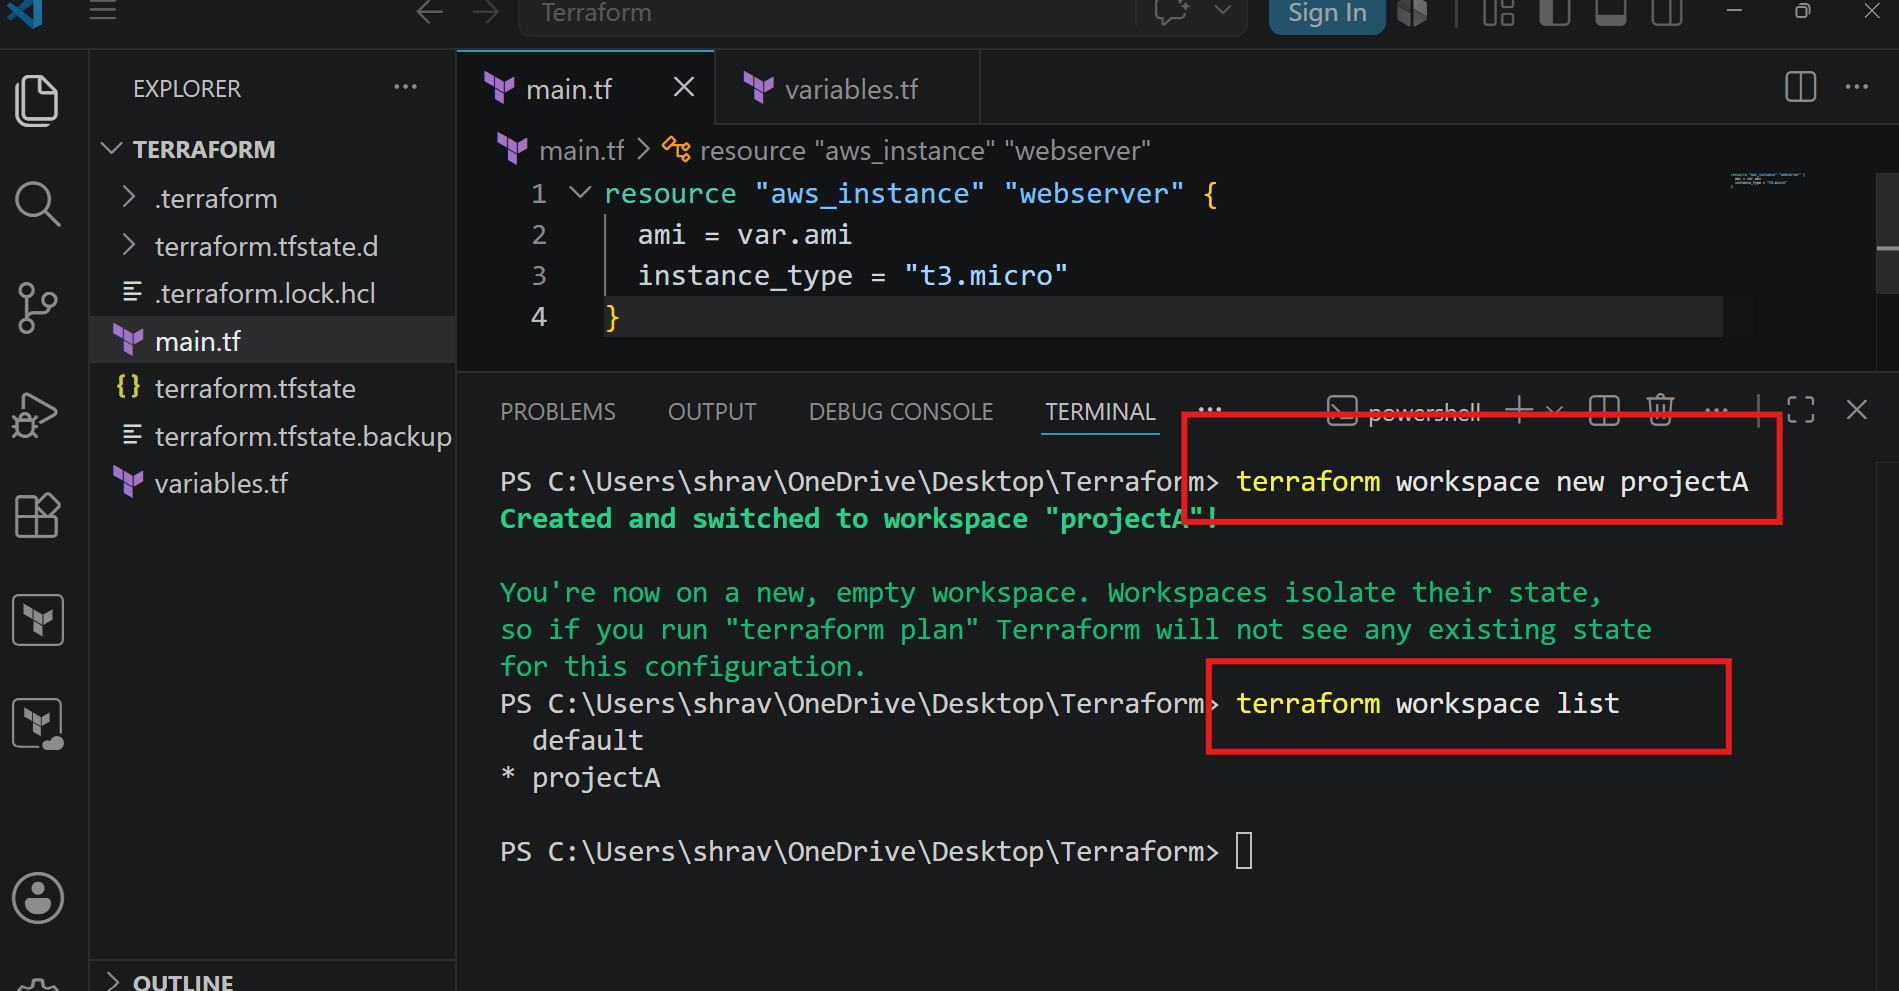 Terraform
Sign In
EXPLORER
TERRAFORM
.terraform
terraform.tfstate.d
.terraform.lock.hcl
main.tf
terraform.tfstate
terraform.tfstate.backup
variables.tf
OUTLINE
main.tf
variables.tf
main.tf > resource "aws_instance" "webserver"
1 resource "aws_instance" "webserver" {
2 ami = var.ami
3 instance_type = "t3.micro"
4 }
PROBLEMS OUTPUT DEBUG CONSOLE TERMINAL ... powershell
PS C:\Users\shrav\OneDrive\Desktop\Terraform> terraform workspace new projectA
Created and switched to workspace "projectA"!
You're now on a new, empty workspace. Workspaces isolate their state,
so if you run "terraform plan" Terraform will not see any existing state
for this configuration.
PS C:\Users\shrav\OneDrive\Desktop\Terraform> terraform workspace list
default
* projectA
PS C:\Users\shrav\OneDrive\Desktop\Terraform>